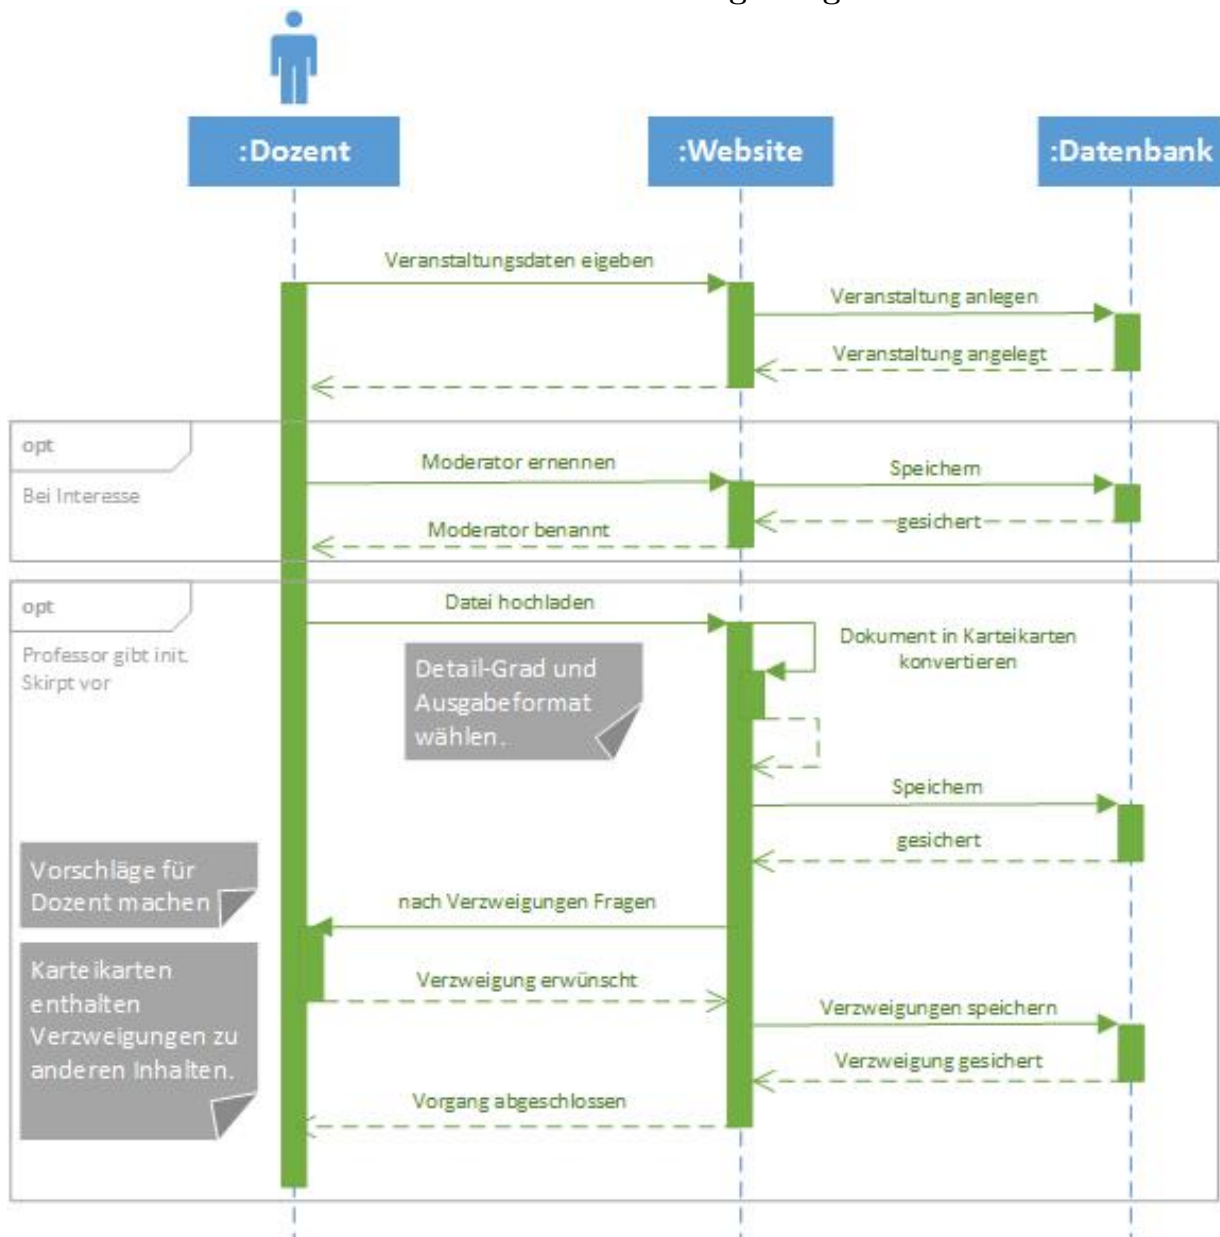 :Dozent
:Website
:Datenbank
Veranstaltungsdaten eigeben
Veranstaltung anlegen
Veranstaltung angelegt
opt
Bei Interesse
Moderator ernennen
Speichern
gesichert
Moderator benannt
opt
Professor gibt init.
Skirpt vor
Datei hochladen
Dokument in Karteikarten
konvertieren
Detail-Grad und
Ausgabeformat
wählen.
Speichern
gesichert
Vorschläge für
Dozent machen
nach Verzweigungen Fragen
Karteikarten
enthalten
Verzweigungen zu
anderen Inhalten.
Verzweigung erwünscht
Verzweigungen speichern
Verzweigung gesichert
Vorgang abgeschlossen